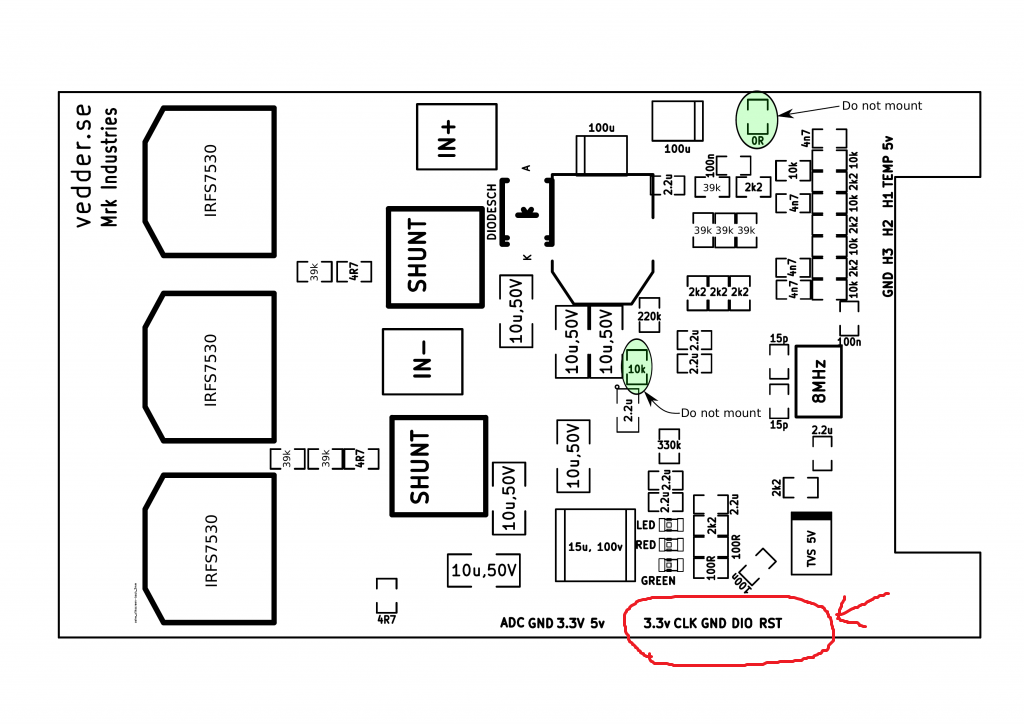 vedder.se
Mrk Industries
IRFS7530
IN+
100u
100u
Do not mount
0R
4n7
100n
10k
10k
2k2
10k
2k2
10k
2k2
10k
5v
TEMP
H1
H2
H3
GND
A
DIODESCH
k
K
2.2u
39k
2k2
4n7
SHUNT
39k
39k
39k
39k
4R7
4n7
4n7
2k2
2k2
2k2
10u,50V
10u,50V
10u,50V
220k
100n
IRFS7530
IN-
2.2u
2.2u
15p
8MHz
10k
2.2u
Do not mount
15p
SHUNT
10u,50V
330k
2.2u
39k
39k
4R7
2.2u
2.2u
2k2
10u,50V
2.2u
IRFS7530
LED
2k2
TVS 5V
15u, 100v
RED
100R
100R
10u,50V
GREEN
100n
4R7
ADC GND 3.3V 5v
3.3v CLK GND DIO RST